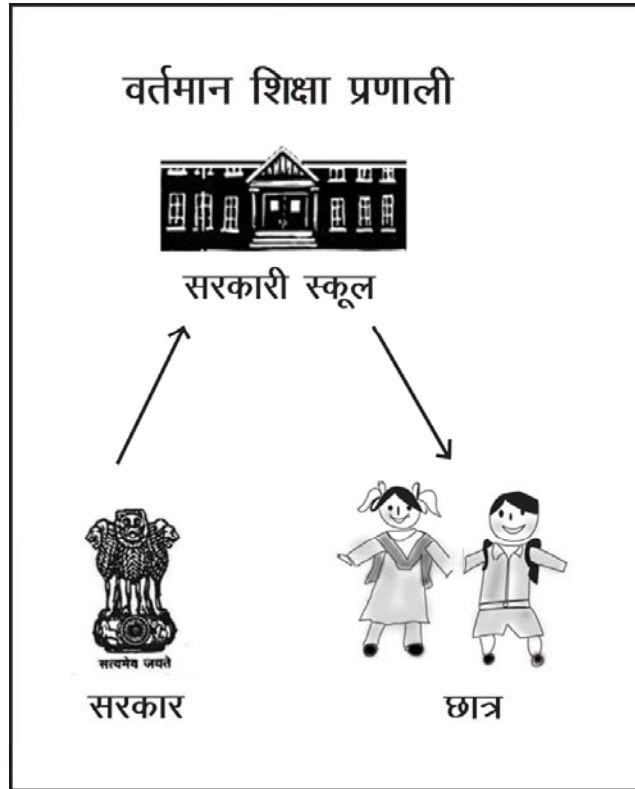 वर्तमान शिक्षा प्रणाली
सरकारी स्कूल
सत्यमेव जयते
सरकार
छात्र